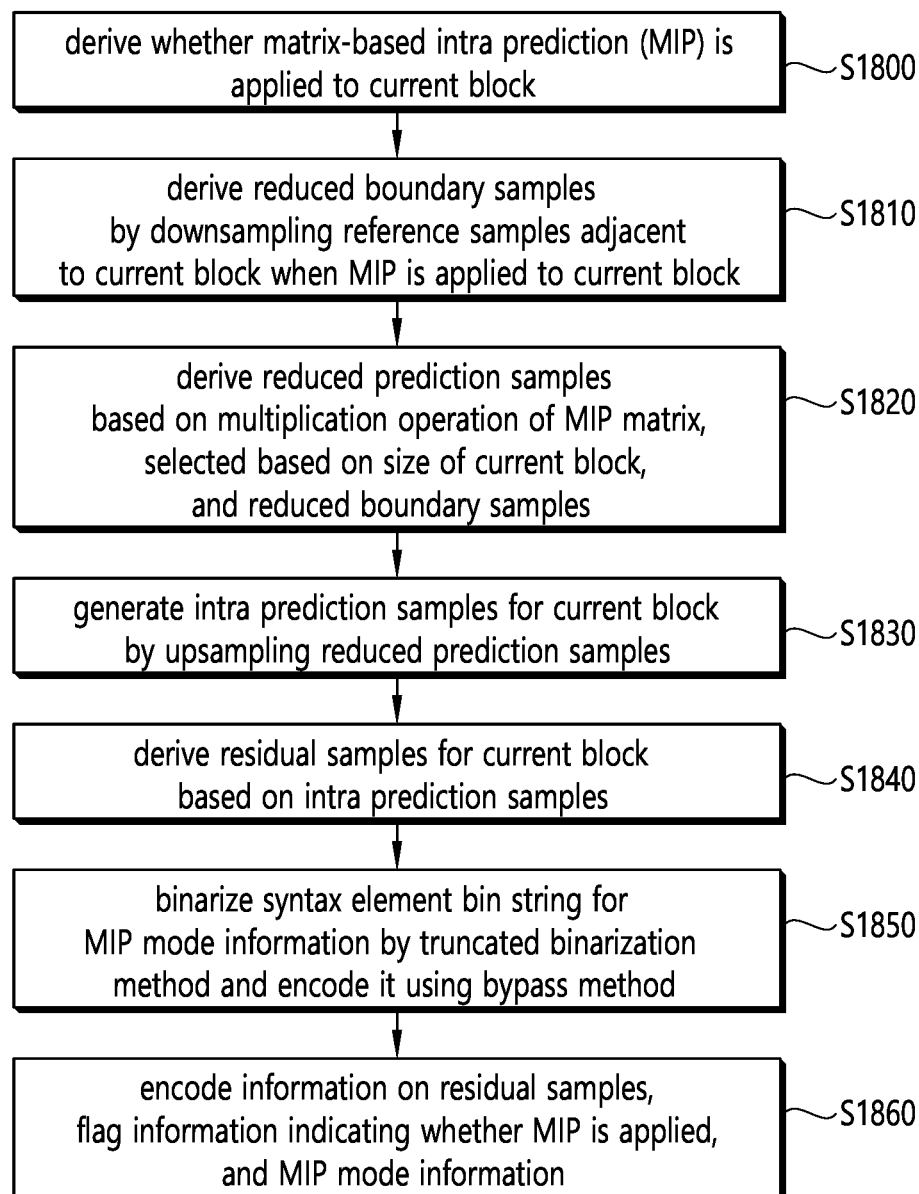 derive whether matrix-based intra prediction (MIP) is
applied to current block
S1800
derive reduced boundary samples
by downsampling reference samples adjacent
to current block when MIP is applied to current block
S1810
derive reduced prediction samples
based on multiplication operation of MIP matrix,
selected based on size of current block,
and reduced boundary samples
S1820
generate intra prediction samples for current block
by upsampling reduced prediction samples
S1830
derive residual samples for current block
based on intra prediction samples
S1840
binarize syntax element bin string for
MIP mode information by truncated binarization
method and encode it using bypass method
S1850
encode information on residual samples,
flag information indicating whether MIP is applied,
and MIP mode information
S1860